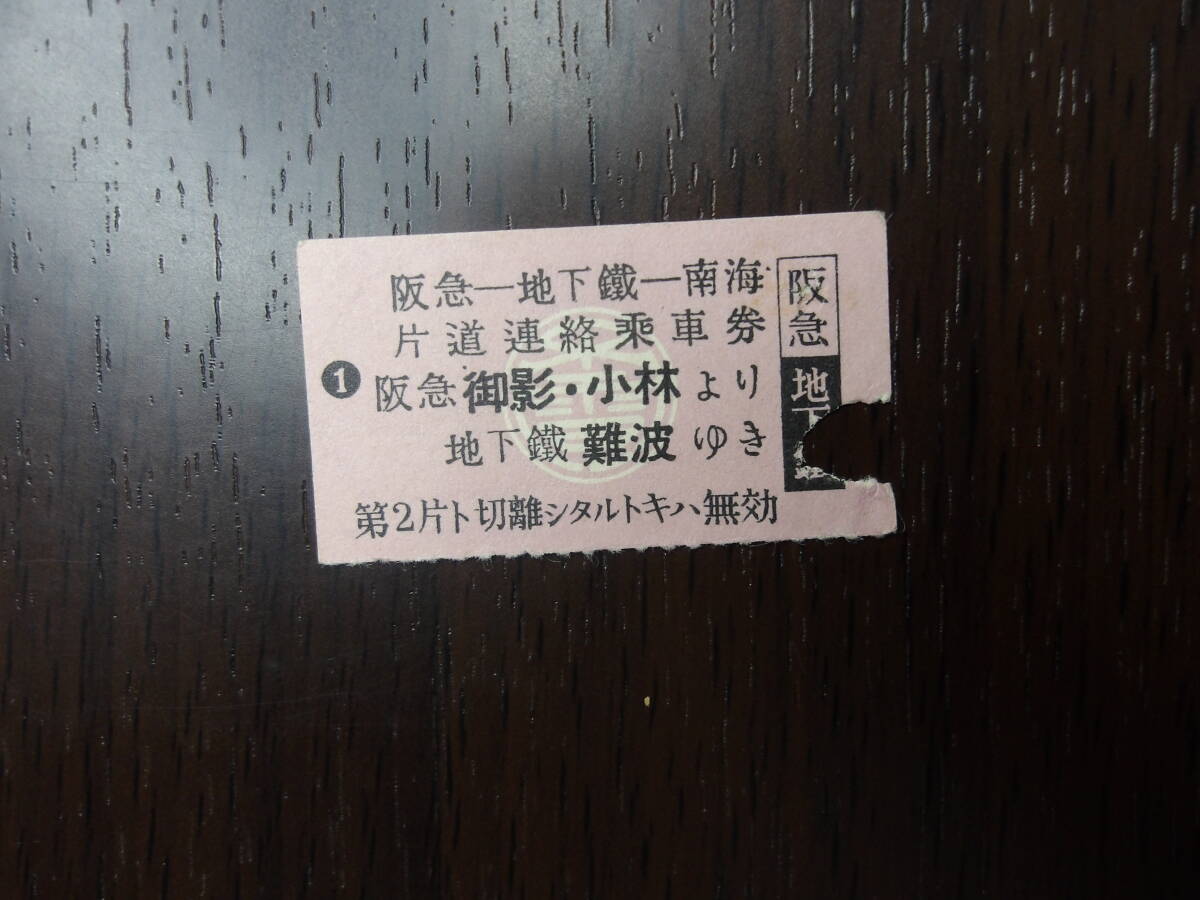 阪急―地下鐵―南海
片道連絡乗車券
❶
阪急 御影・小林 より
地下鐵 難波 ゆき
第2片ト切離シタルトキハ無効
阪急
地下